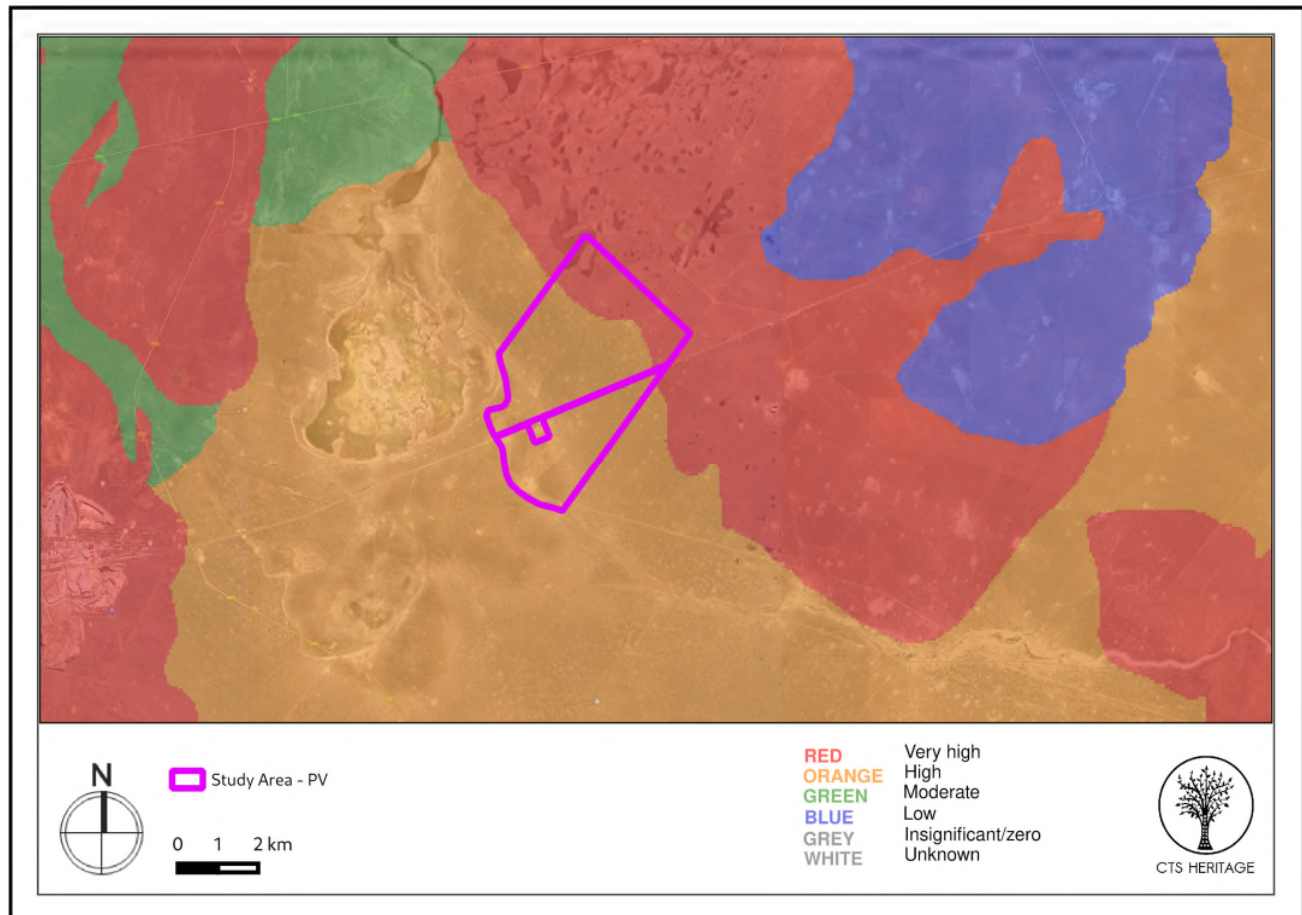 N
Study Area - PV
0 1 2 km
RED Very high
ORANGE High
GREEN Moderate
BLUE Low
GREY Insignificant/zero
WHITE Unknown
CTS HERITAGE